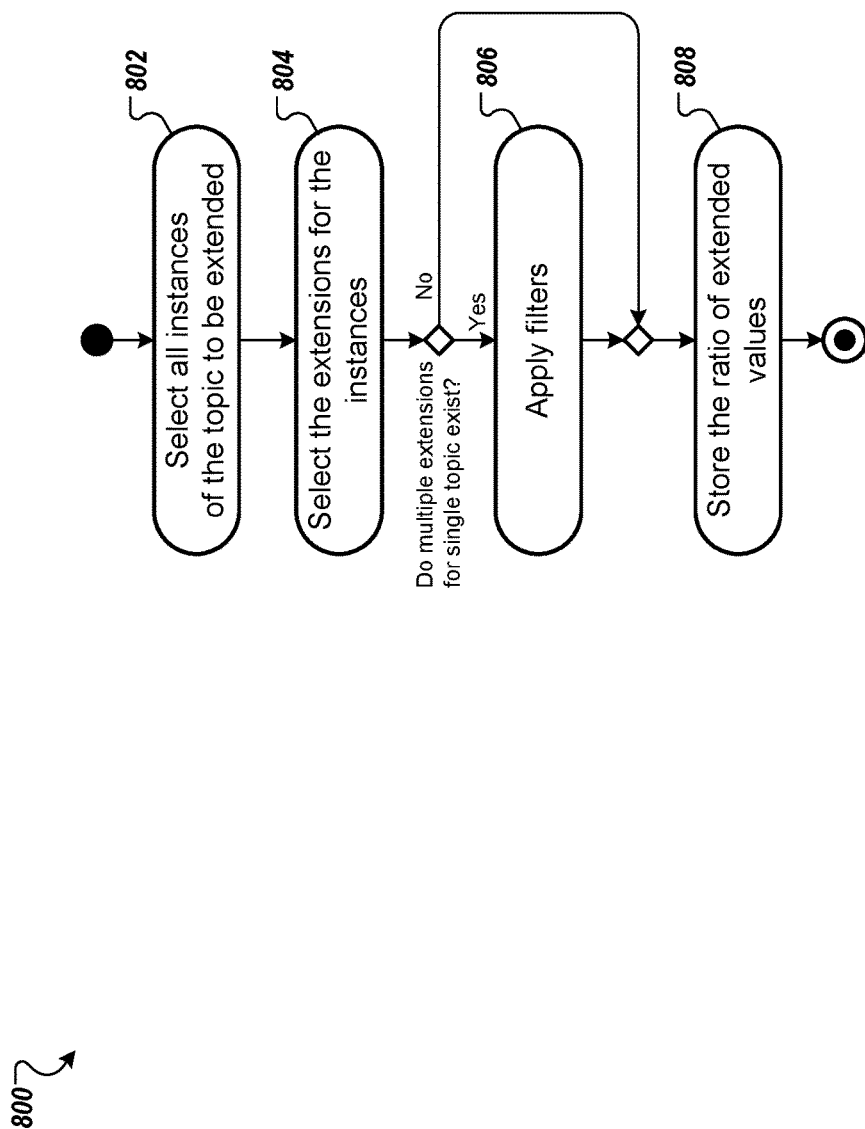 800
802
Select all instances
of the topic to be extended
804
Select the extensions for the
instances
Do multiple extensions
for single topic exist?
No
Yes
806
Apply filters
808
Store the ratio of extended
values